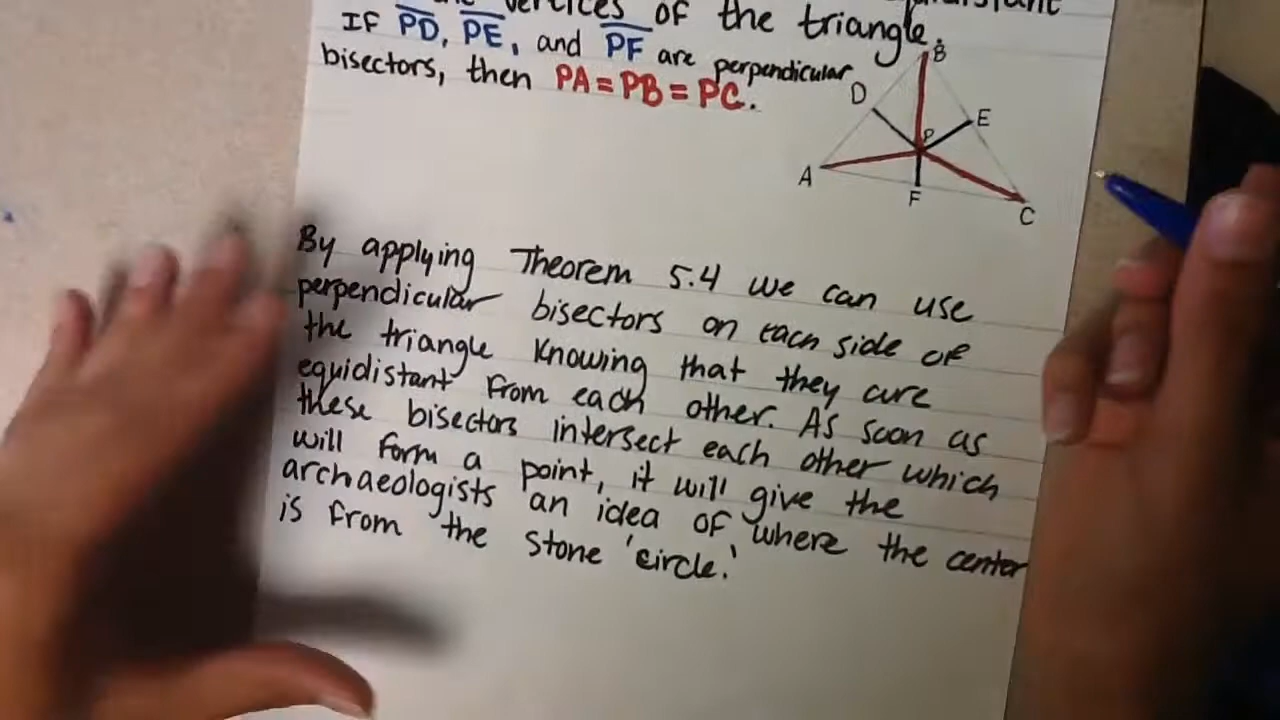 vertices of the triangle.
If PD, PE, and PF are perpendicular
bisectors, then PA = PB = PC.
B
D
E
P
A
F
C
By applying Theorem 5.4 we can use
perpendicular bisectors on each side of
the triangle knowing that they are
equidistant from each other. As soon as
these bisectors intersect each other which
will form a point, it will give the
archaeologists an idea of where the center
is from the stone 'circle.'